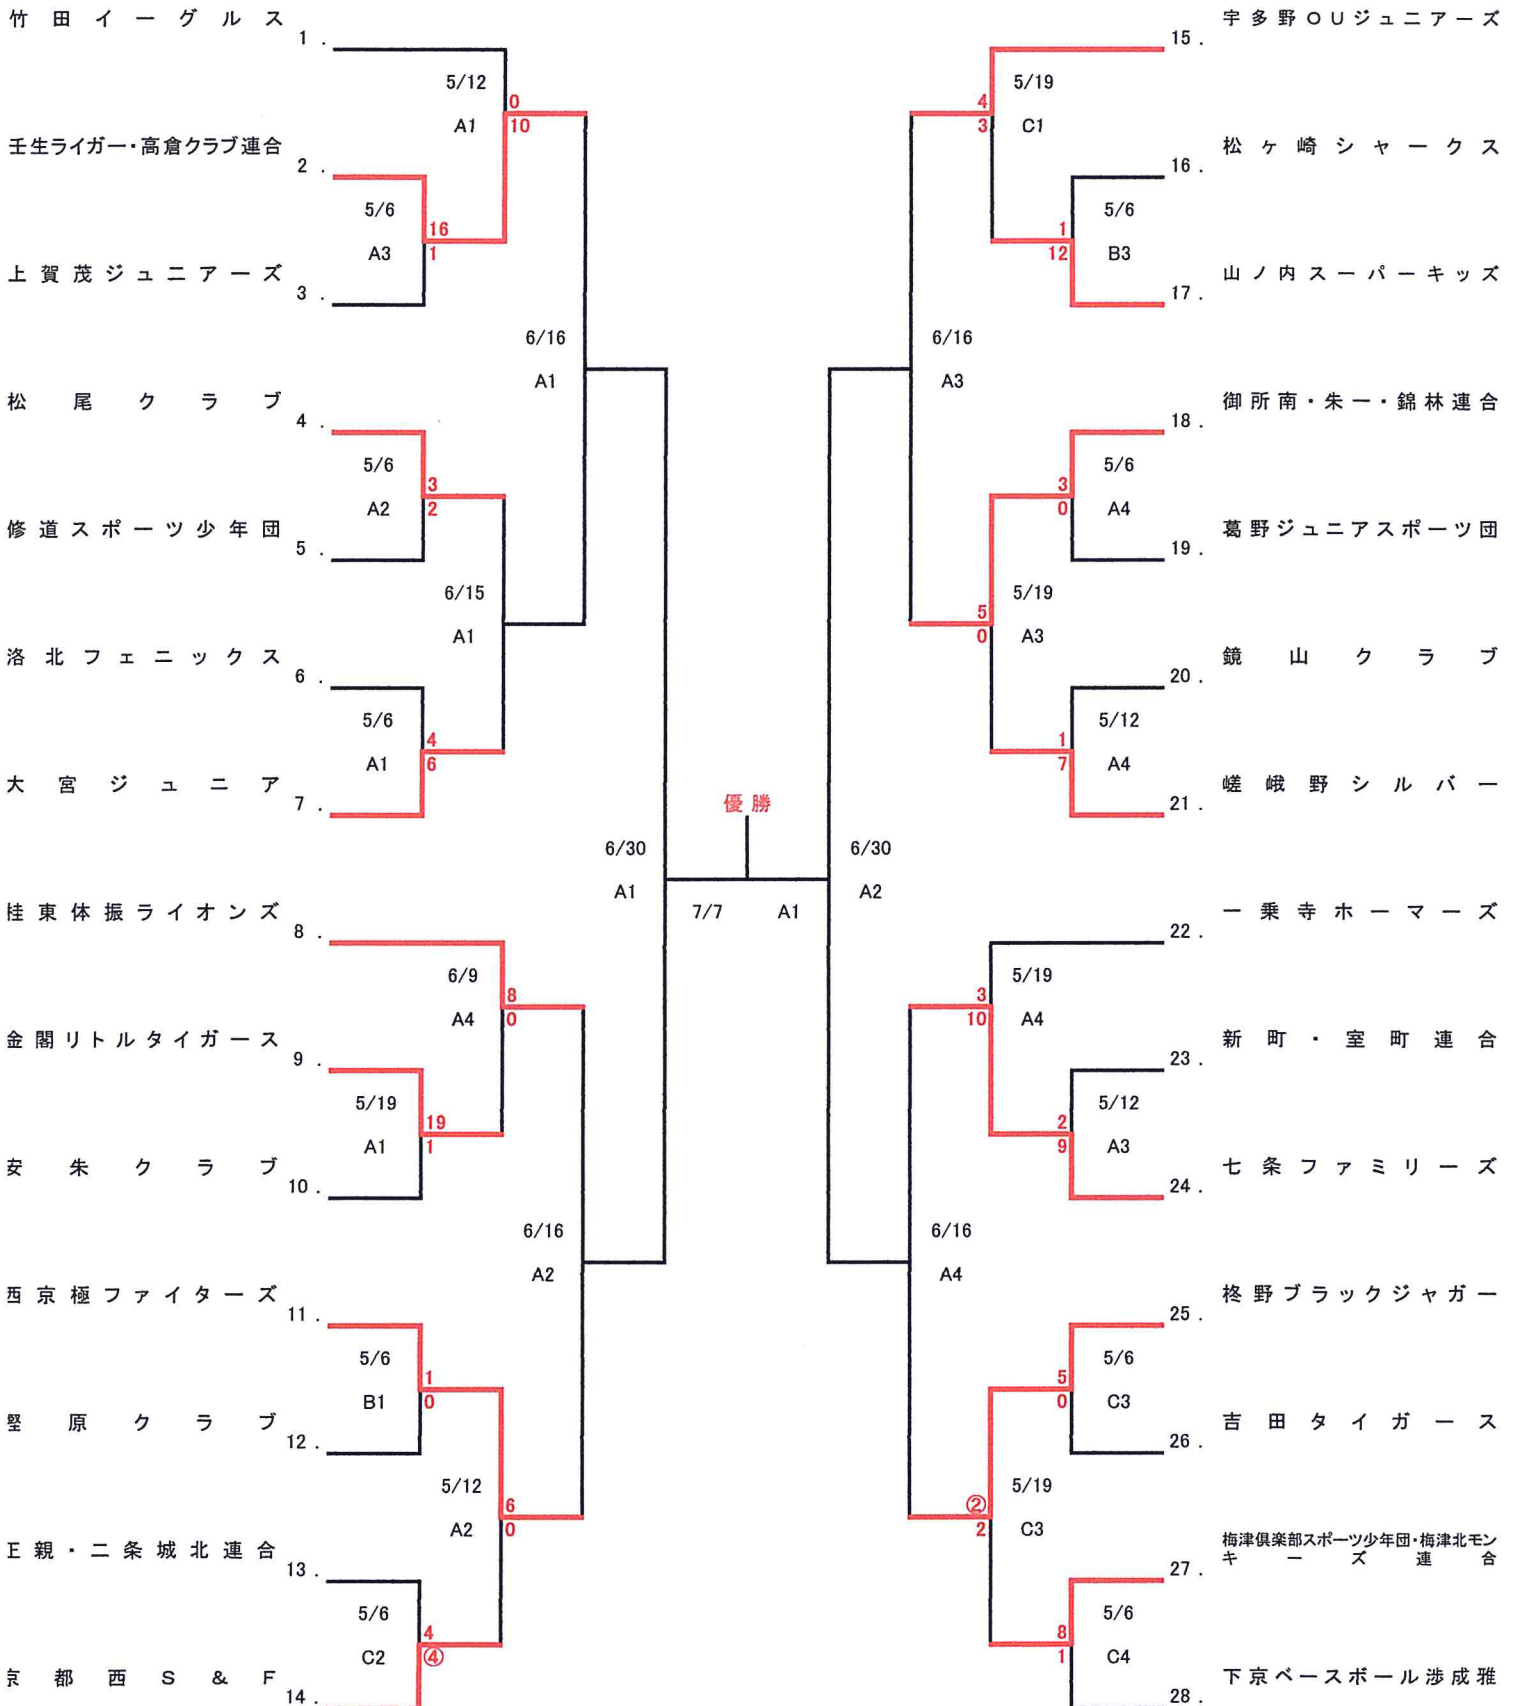 竹田イーグルス
1.
壬生ライガー・高倉クラブ連合
2.
上賀茂ジュニアーズ
3.
松尾クラブ
4.
修道スポーツ少年団
5.
洛北フェニックス
6.
大宮ジュニア
7.
桂東体振ライオンズ
8.
金閣リトルタイガース
9.
安朱クラブ
10.
西京極ファイターズ
11.
樫原クラブ
12.
正親・二条城北連合
13.
京都西S&F
14.
5/12
A1
0
10
5/6
A3
16
1
6/16
A1
5/6
A2
3
2
6/15
A1
5/6
A1
4
6
6/30
A1
6/9
A4
8
0
5/19
A1
19
1
6/16
A2
5/6
B1
1
0
5/12
A2
6
0
5/6
C2
4
④
優勝
7/7
A1
宇多野OUジュニアーズ
15.
松ヶ崎シャークス
16.
山ノ内スーパーキッズ
17.
御所南・朱一・錦林連合
18.
葛野ジュニアスポーツ団
19.
鏡山クラブ
20.
嵯峨野シルバー
21.
一乗寺ホーマーズ
22.
新町・室町連合
23.
七条ファミリーズ
24.
柊野ブラックジャガー
25.
吉田タイガース
26.
梅津倶楽部スポーツ少年団・梅津北モン
キーズ連合
27.
下京ベースボール渉成雅
28.
5/19
C1
4
3
5/6
B3
1
12
6/16
A3
5/6
A4
3
0
5/19
A3
5
0
5/12
A4
1
7
6/30
A2
5/19
A4
3
10
5/12
A3
2
9
6/16
A4
5/6
C3
5
0
5/19
C3
②
2
5/6
C4
8
1